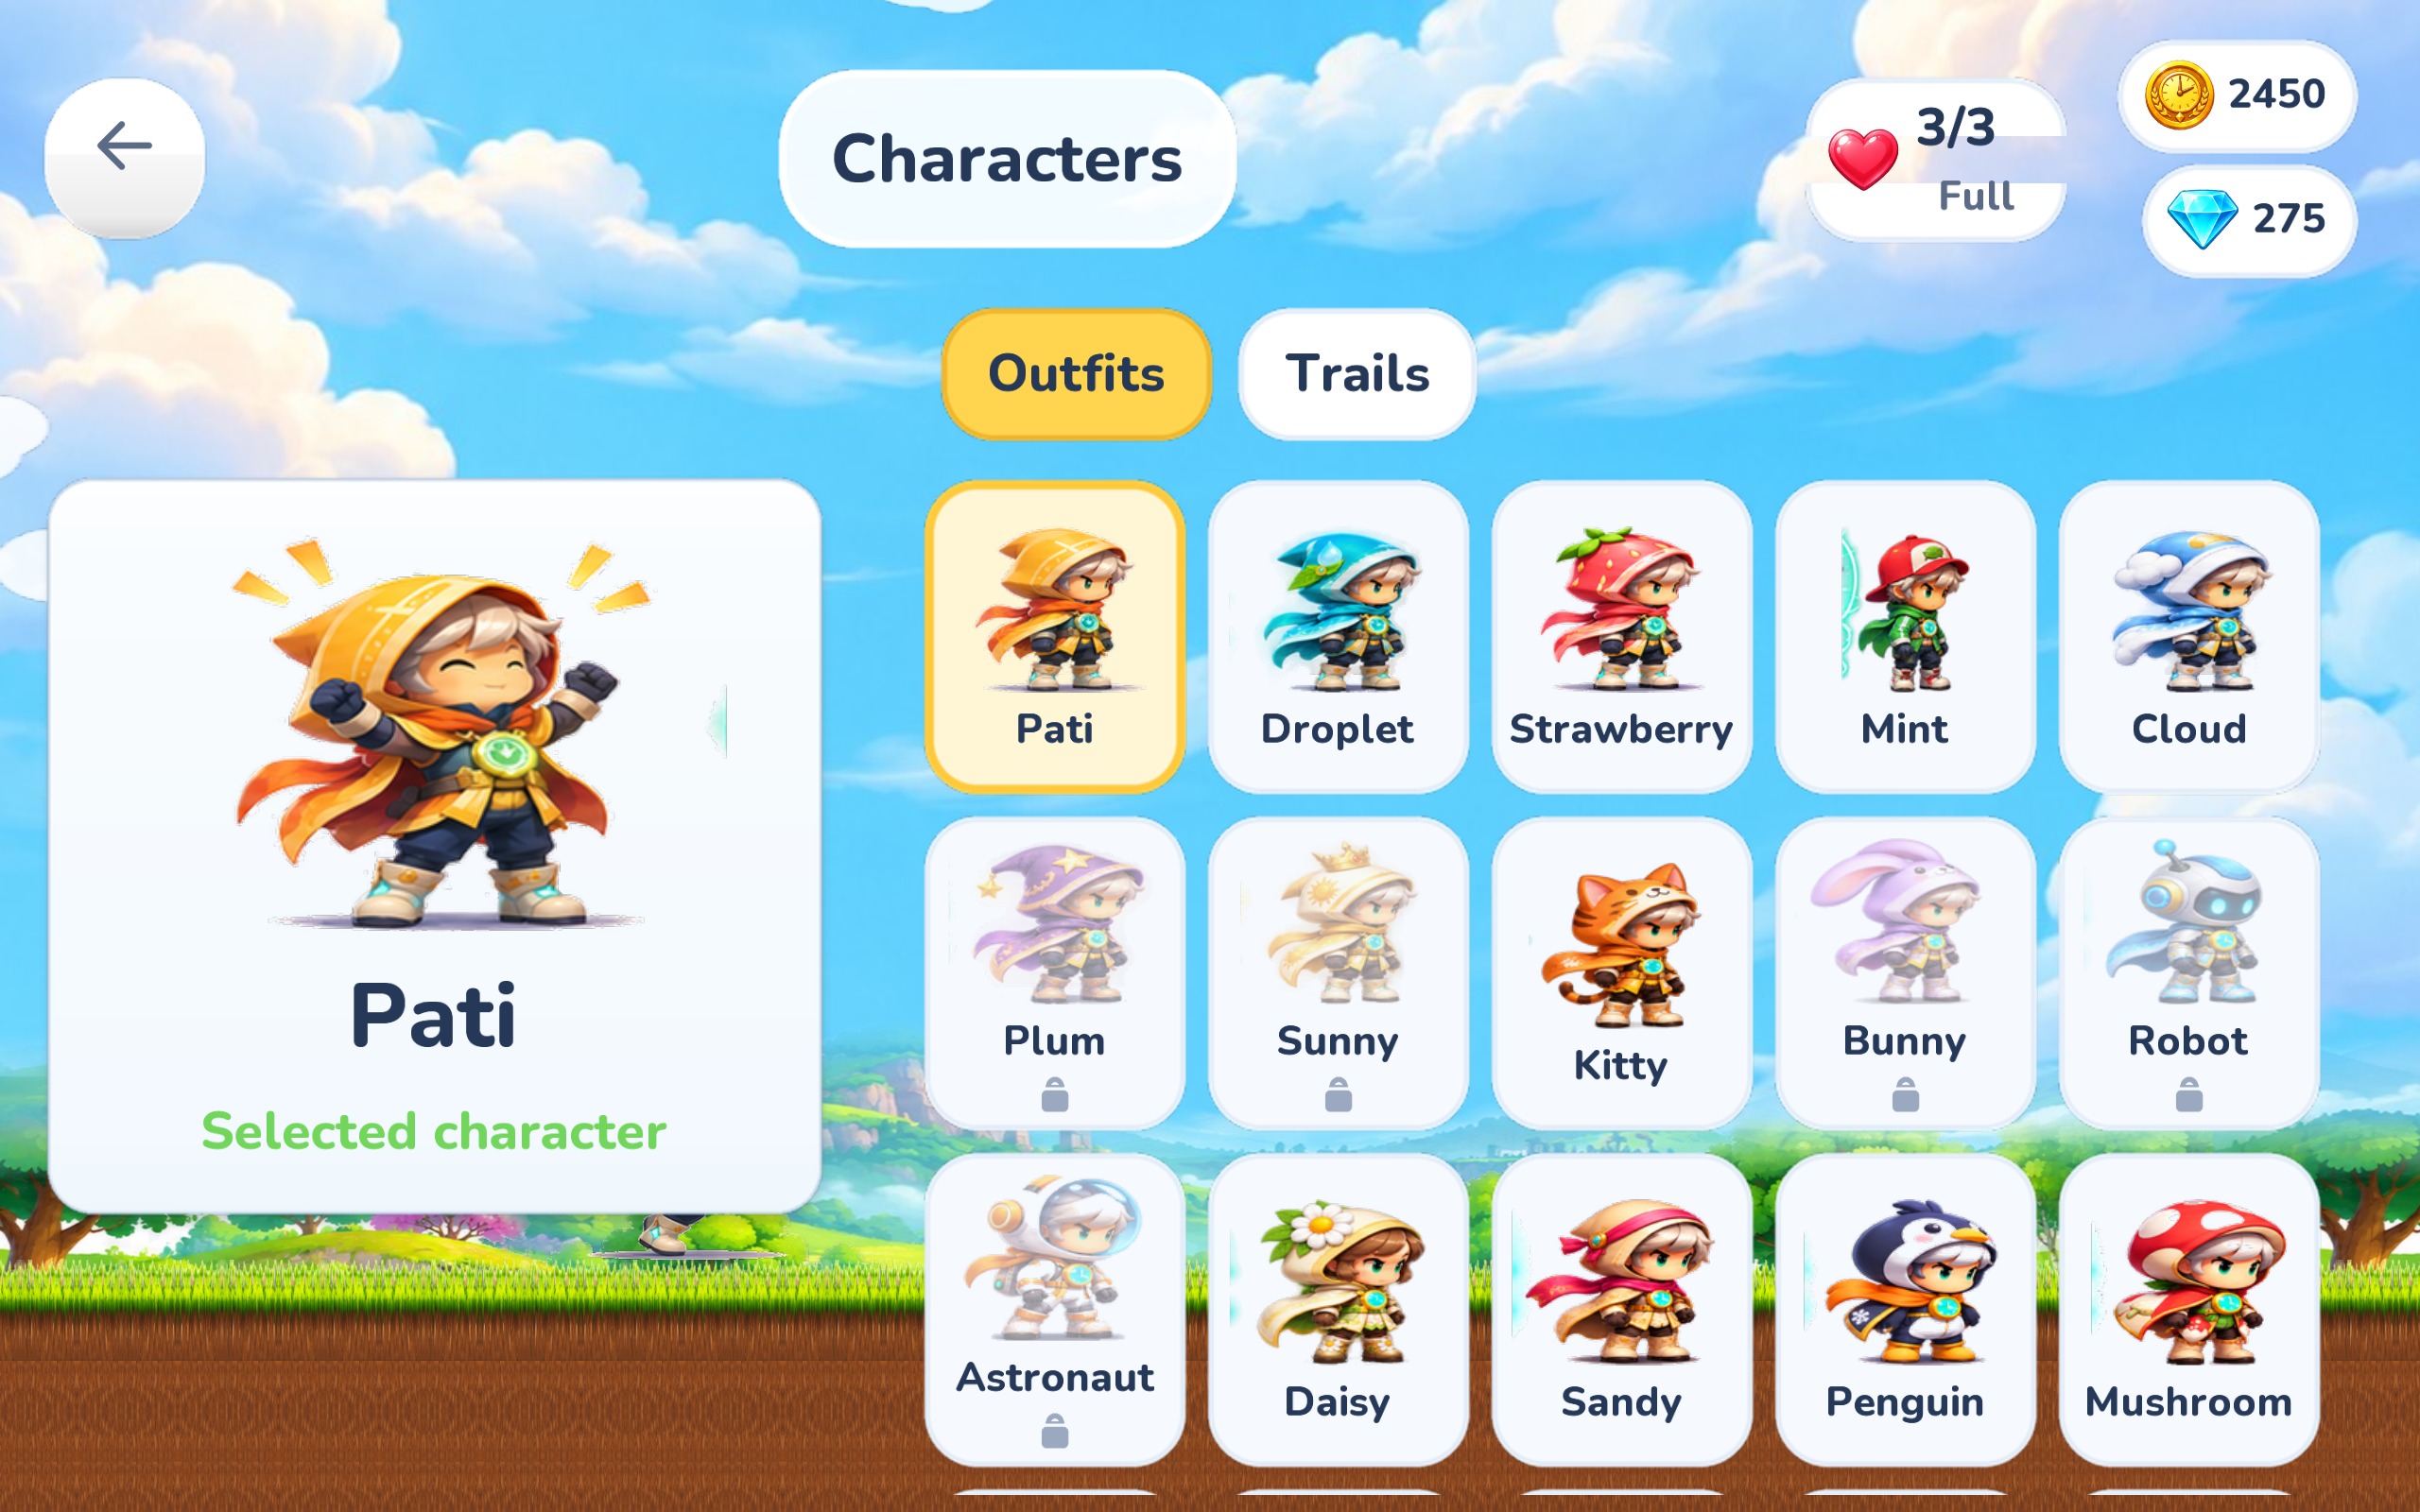 Characters
3/3
Full
2450
275
Outfits
Trails
Pati
Selected character
Pati
Droplet
Strawberry
Mint
Cloud
Plum
Sunny
Kitty
Bunny
Robot
Astronaut
Daisy
Sandy
Penguin
Mushroom